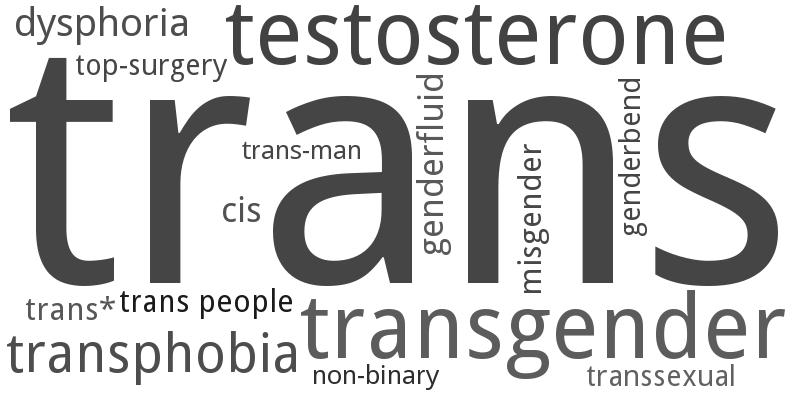 dysphoria
testosterone
top-surgery
trans
trans-man
genderfluid
genderbend
misgender
cis
trans*
trans people
transgender
transphobia
non-binary
transsexual